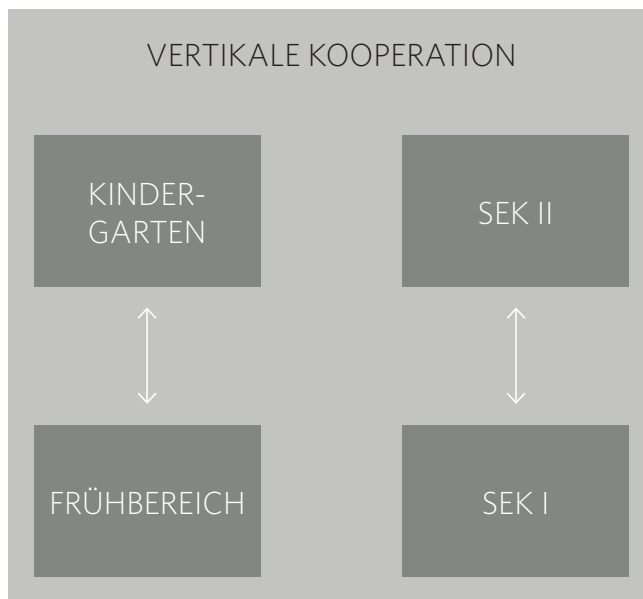 VERTIKALE KOOPERATION
KINDER-
GARTEN
SEK II
FRÜHBEREICH
SEK I